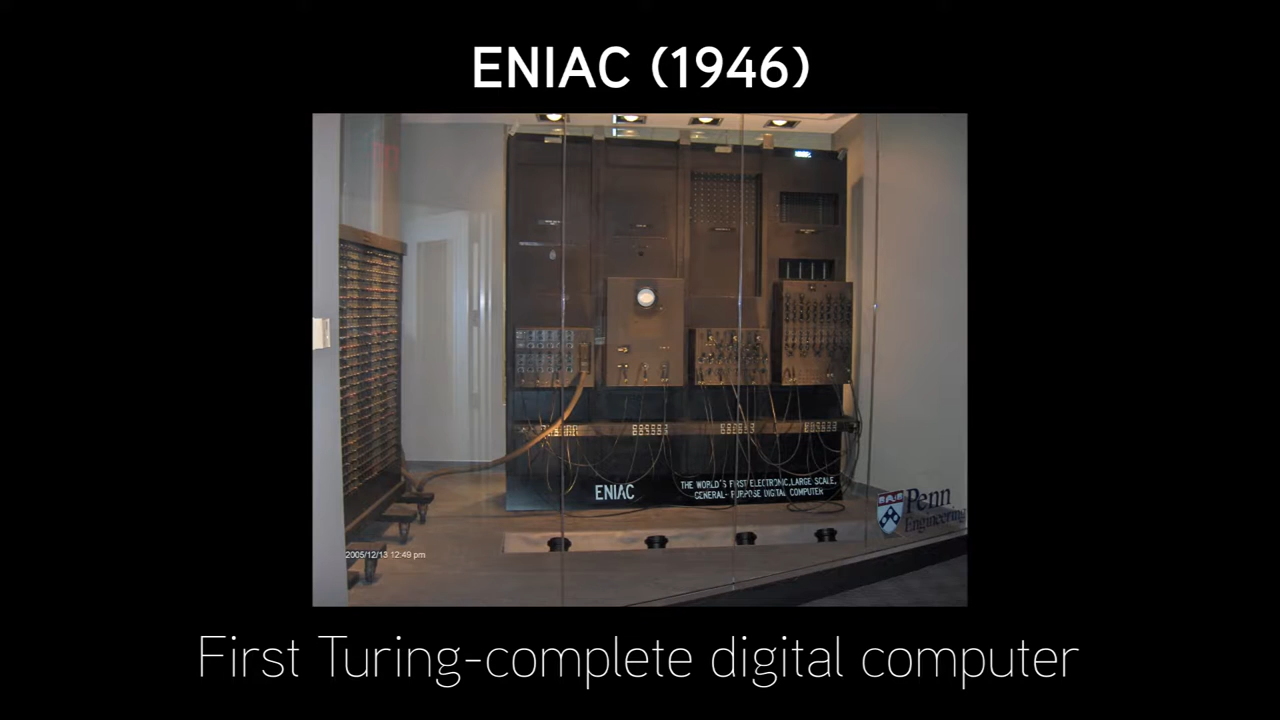 ENIAC (1946)
ENIAC
THE WORLD'S FIRST ELECTRONIC, LARGE SCALE,
GENERAL-PURPOSE DIGITAL COMPUTER
Penn
Engineering
2005/12/13 12:49 pm
First Turing-complete digital computer